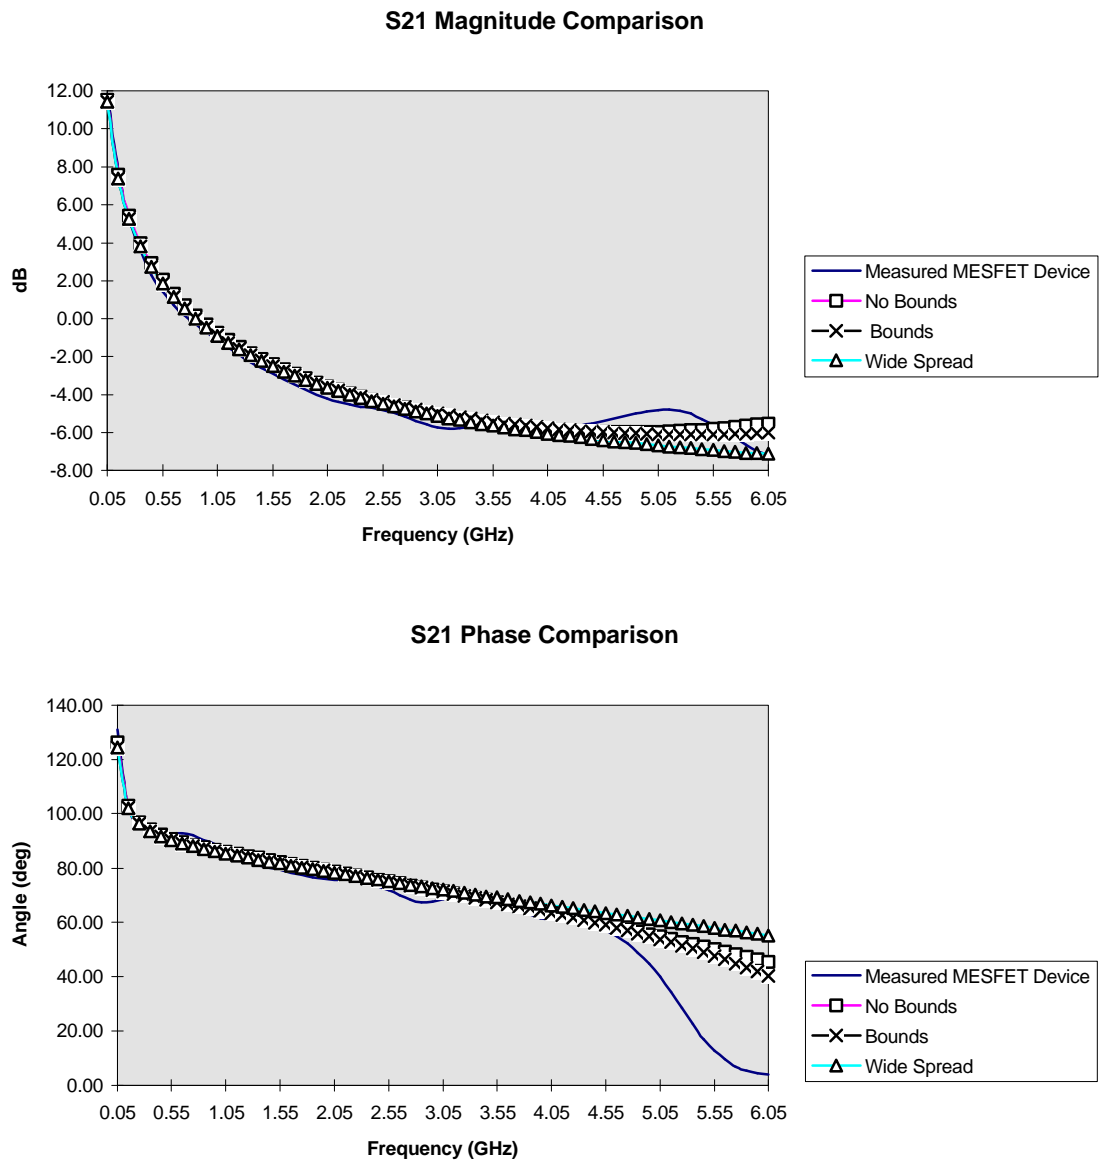 S21 Magnitude Comparison
12.00
10.00
8.00
6.00
4.00
2.00
0.00
-2.00
-4.00
-6.00
-8.00
dB
0.05 0.55 1.05 1.55 2.05 2.55 3.05 3.55 4.05 4.55 5.05 5.55 6.05
Frequency (GHz)
Measured MESFET Device
No Bounds
Bounds
Wide Spread
S21 Phase Comparison
140.00
120.00
100.00
80.00
60.00
40.00
20.00
0.00
Angle (deg)
0.05 0.55 1.05 1.55 2.05 2.55 3.05 3.55 4.05 4.55 5.05 5.55 6.05
Frequency (GHz)
Measured MESFET Device
No Bounds
Bounds
Wide Spread